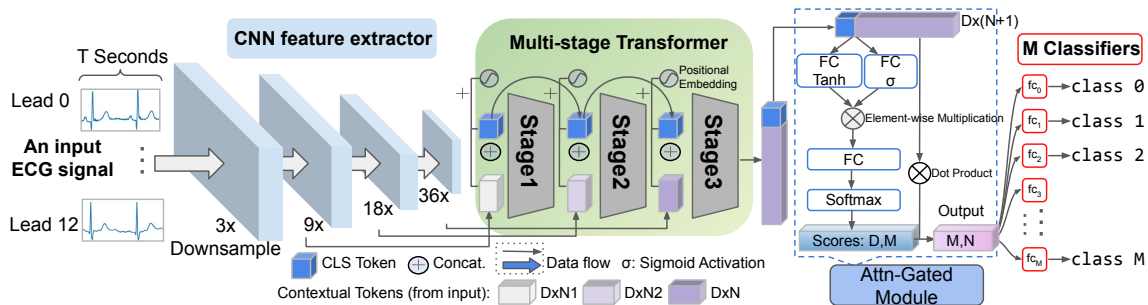 CNN feature extractor
T Seconds
Lead 0
An input
ECG signal
Lead 12
3x
9x
18x
36x
Downsample
Multi-stage Transformer
Positional
Embedding
+
+
+
Stage1
Stage2
Stage3
CLS Token
Concat.
Data flow
σ: Sigmoid Activation
Contextual Tokens (from input):
DxN1
DxN2
DxN
Dx(N+1)
FC
Tanh
FC
σ
Element-wise Multiplication
FC
Softmax
Dot Product
Scores: D,M
Output
M,N
Attn-Gated
Module
M Classifiers
fc₀
class 0
fc₁
class 1
fc₂
class 2
fc₃
fcM
class M